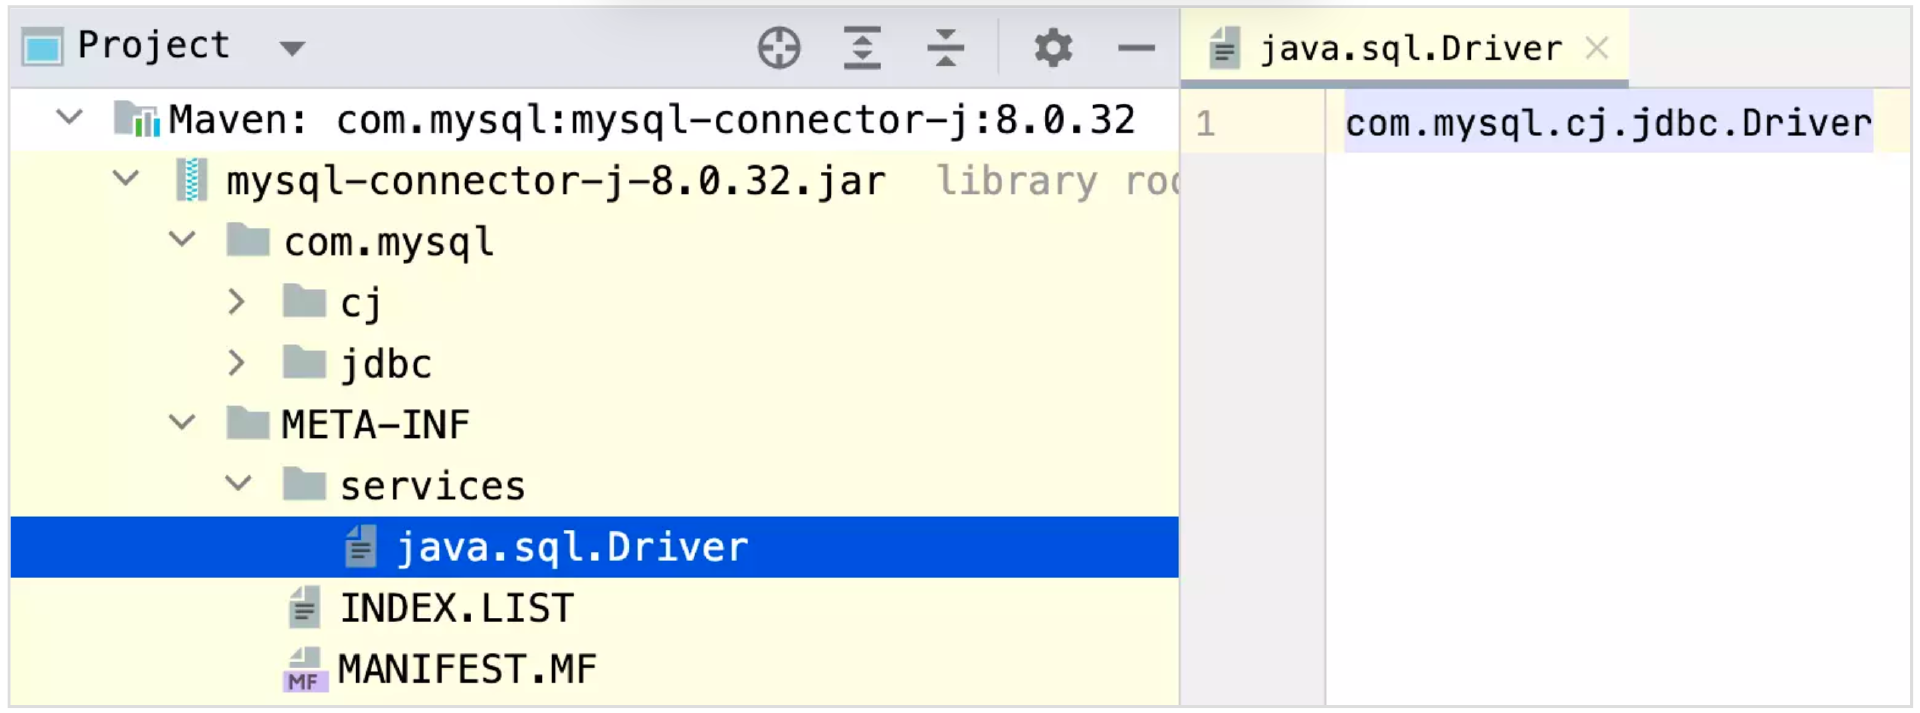 Project
java.sql.Driver
Maven: com.mysql:mysql-connector-j:8.0.32
1 com.mysql.cj.jdbc.Driver
mysql-connector-j-8.0.32.jar library
com.mysql
cj
jdbc
META-INF
services
java.sql.Driver
INDEX.LIST
MF MANIFEST.MF